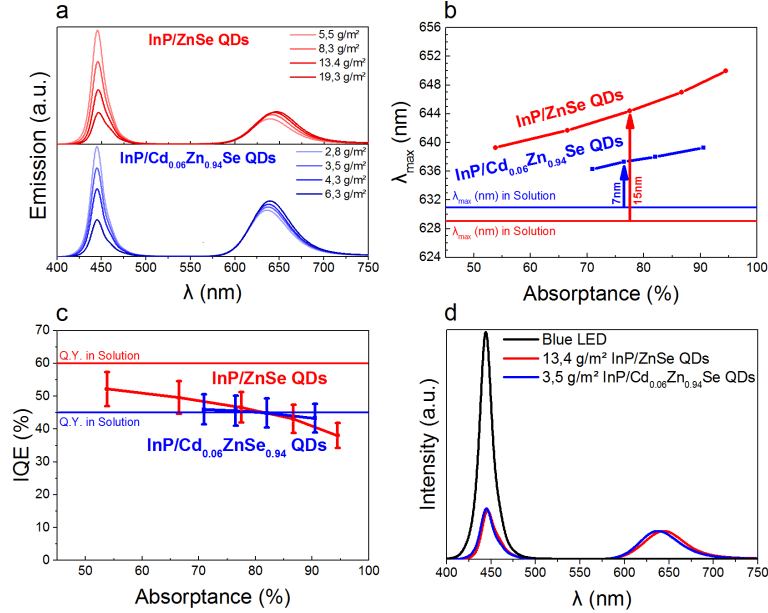 a
InP/ZnSe QDs
5,5 g/m²
8,3 g/m²
13.4 g/m²
19,3 g/m²
InP/Cd0.06Zn0.94Se QDs
2,8 g/m²
3,5 g/m²
4,3 g/m²
6,3 g/m²
Emission (a.u.)
400 450 500 550 600 650 700 750
λ (nm)
b
656
652
648
644
640
636
632
628
624
λmax (nm)
InP/ZnSe QDs
InP/Cd0.06Zn0.94Se QDs
λmax (nm) in Solution
7nm
15nm
λmax (nm) in Solution
50 60 70 80 90 100
Absorptance (%)
c
70
60
50
40
30
20
10
0
IQE (%)
Q.Y. in Solution
InP/ZnSe QDs
Q.Y. in Solution
InP/Cd0.06ZnSe0.94 QDs
50 60 70 80 90 100
Absorptance (%)
d
Blue LED
13,4 g/m² InP/ZnSe QDs
3,5 g/m² InP/Cd0.06Zn0.94Se QDs
Intensity (a.u.)
400 450 500 550 600 650 700 750
λ (nm)